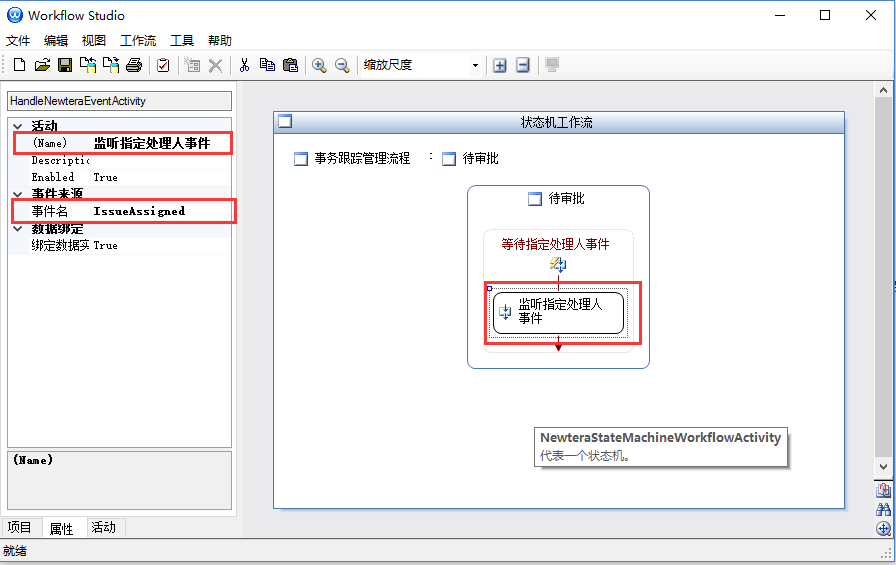 Workflow Studio
文件 编辑 视图 工作流 工具 帮助
缩放尺度
HandleNewteraEventActivity
活动
(Name) 监听指定处理人事件
Descriptic
Enabled True
事件来源
事件名 IssueAssigned
数据绑定
绑定数据实 True
(Name)
项目 属性 活动
就绪
状态机工作流
事务跟踪管理流程 : 待审批
待审批
等待指定处理人事件
监听指定处理人
事件
NewteraStateMachineWorkflowActivity
代表一个状态机。